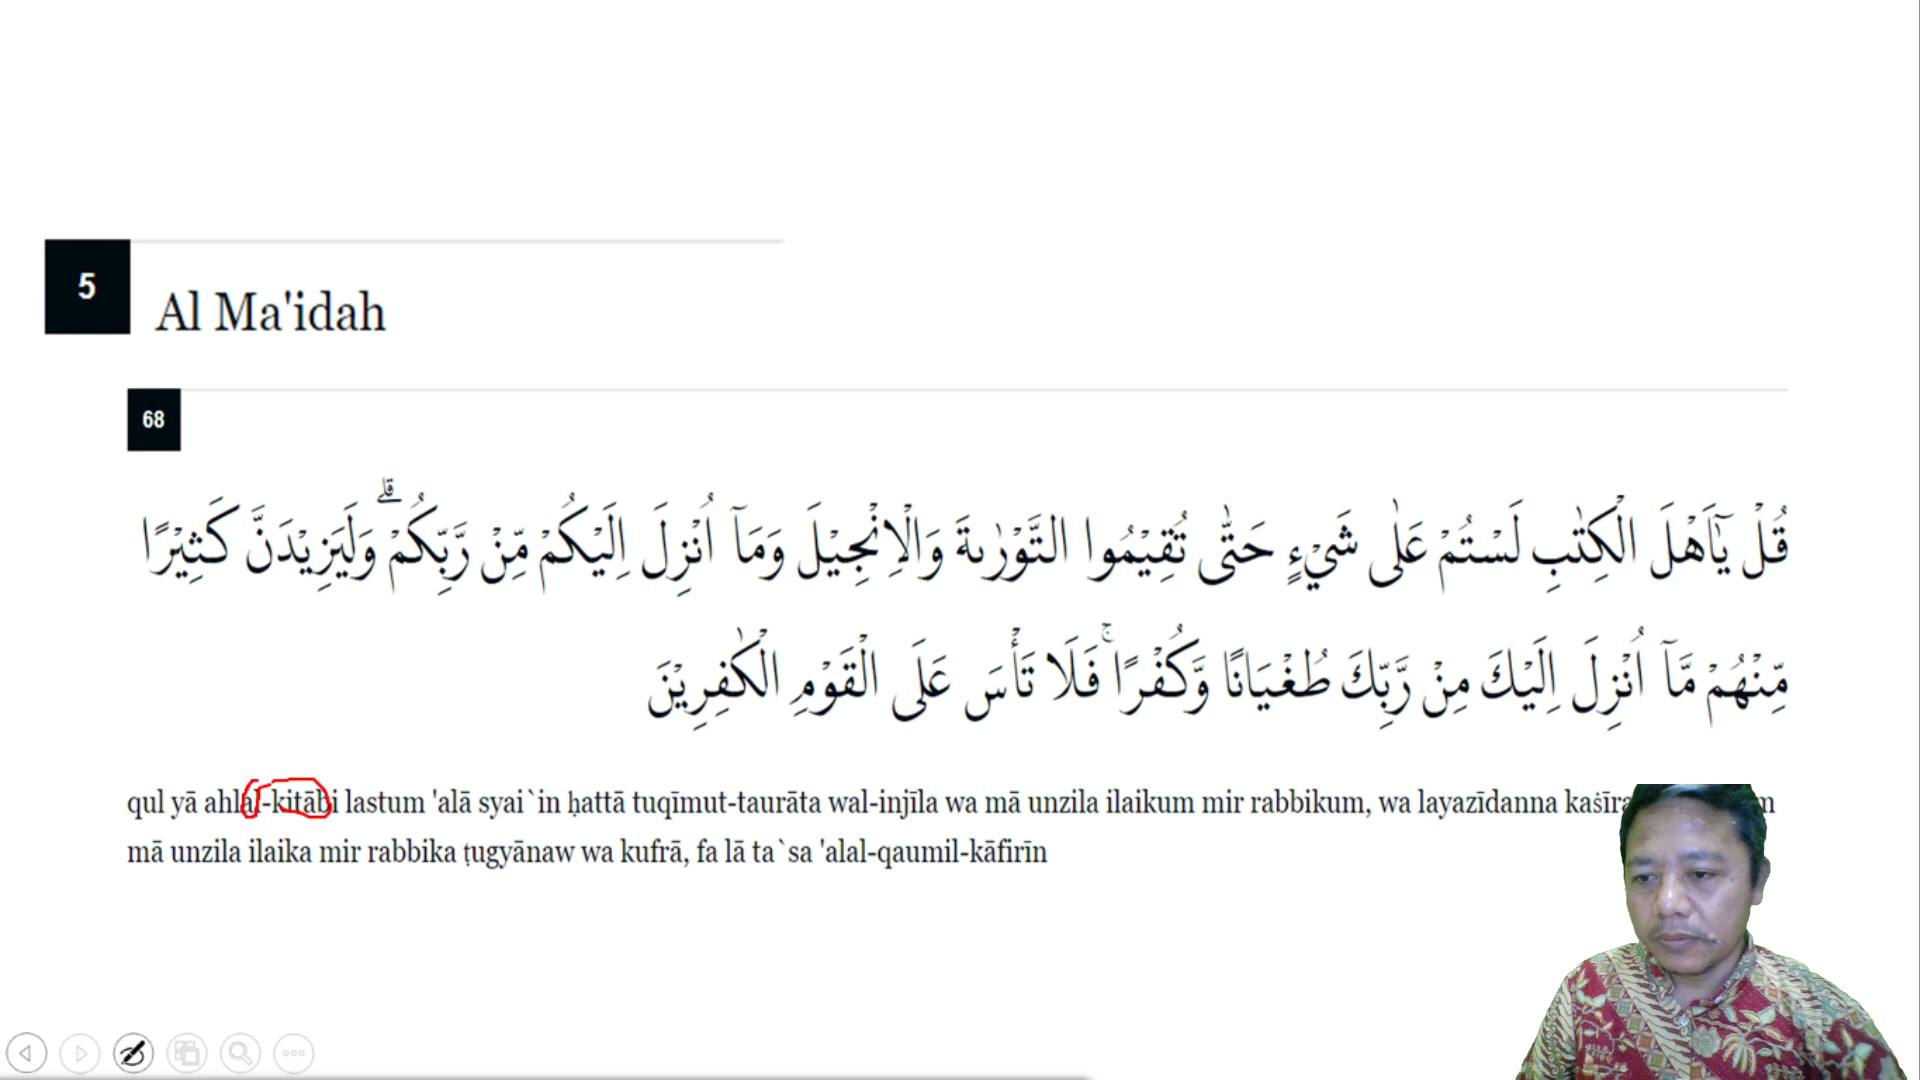 5
Al Ma'idah
68
قُلْ يٰٓاَهْلَ الْكِتٰبِ لَسْتُمْ عَلٰى شَيْءٍ حَتّٰى تُقِيْمُوا التَّوْرٰىةَ وَالْاِنْجِيْلَ وَمَآ اُنْزِلَ اِلَيْكُمْ مِّنْ رَّبِّكُمْ ۗوَلَيَزِيْدَنَّ كَثِيْرًا
مِّنْهُمْ مَّآ اُنْزِلَ اِلَيْكَ مِنْ رَّبِّكَ طُغْيَانًا وَّكُفْرًاۚ فَلَا تَأْسَ عَلَى الْقَوْمِ الْكٰفِرِيْنَ
qul yā ahlal-kitābi lastum 'alā syai`in ḥattā tuqīmut-taurāta wal-injīla wa mā unzila ilaikum mir rabbikum, wa layazīdanna
mā unzila ilaika mir rabbika ṭugyānaw wa kufrā, fa lā ta`sa 'alal-qaumil-kāfirīn